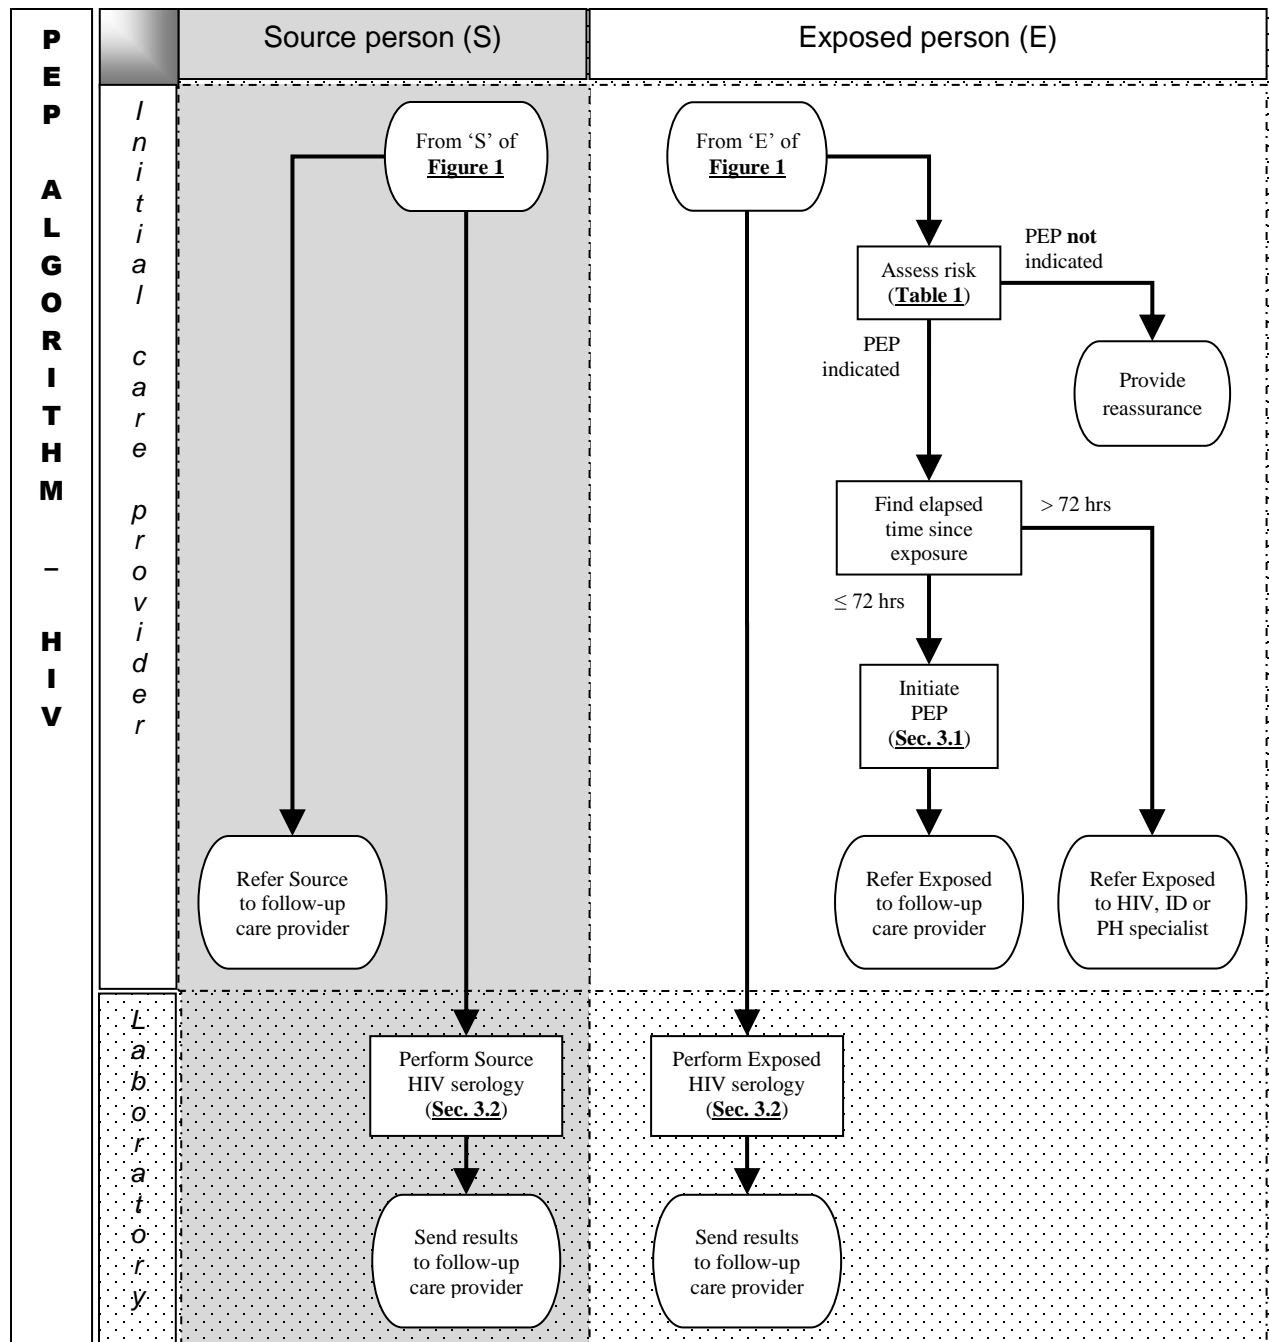 PEP ALGORITHM – HIV
Source person (S)
Exposed person (E)
Initial care provider
From ‘S’ of
Figure 1
From ‘E’ of
Figure 1
Assess risk
(Table 1)
PEP not
indicated
PEP
indicated
Provide
reassurance
Find elapsed
time since
exposure
> 72 hrs
≤ 72 hrs
Initiate
PEP
(Sec. 3.1)
Refer Source
to follow-up
care provider
Refer Exposed
to follow-up
care provider
Refer Exposed
to HIV, ID or
PH specialist
Laboratory
Perform Source
HIV serology
(Sec. 3.2)
Perform Exposed
HIV serology
(Sec. 3.2)
Send results
to follow-up
care provider
Send results
to follow-up
care provider